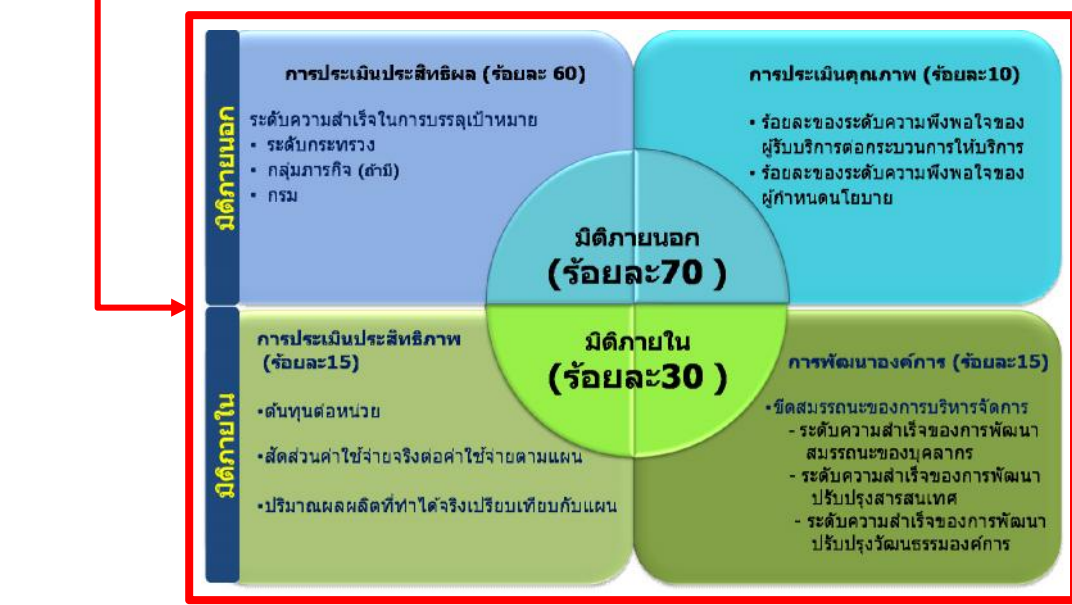 มิติภายนอก
การประเมินประสิทธิผล (ร้อยละ 60)
ระดับความสำเร็จในการบรรลุเป้าหมาย
• ระดับกระทรวง
• กลุ่มภารกิจ (ถ้ามี)
• กรม
การประเมินคุณภาพ (ร้อยละ10)
• ร้อยละของระดับความพึงพอใจของ
ผู้รับบริการต่อกระบวนการให้บริการ
• ร้อยละของระดับความพึงพอใจของ
ผู้กำหนดนโยบาย
มิติภายนอก
(ร้อยละ70 )
มิติภายใน
(ร้อยละ30 )
มิติภายใน
การประเมินประสิทธิภาพ
(ร้อยละ15)
•ต้นทุนต่อหน่วย
•สัดส่วนค่าใช้จ่ายจริงต่อค่าใช้จ่ายตามแผน
•ปริมาณผลผลิตที่ทำได้จริงเปรียบเทียบกับแผน
การพัฒนาองค์การ (ร้อยละ15)
•ขีดสมรรถนะของการบริหารจัดการ
- ระดับความสำเร็จของการพัฒนา
สมรรถนะของบุคลากร
- ระดับความสำเร็จของการพัฒนา
ปรับปรุงสารสนเทศ
- ระดับความสำเร็จของการพัฒนา
ปรับปรุงวัฒนธรรมองค์การ